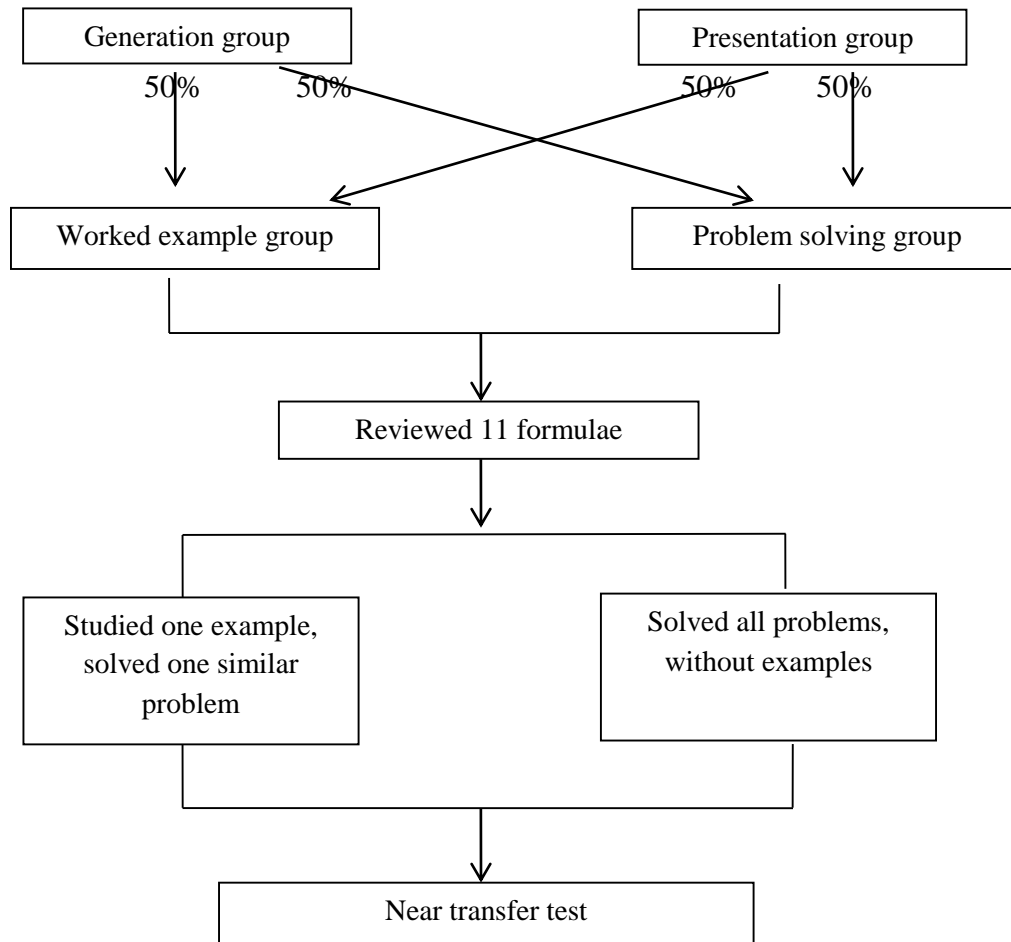 Generation group
Presentation group
50% 50% 50% 50%
Worked example group
Problem solving group
Reviewed 11 formulae
Studied one example,
solved one similar
problem
Solved all problems,
without examples
Near transfer test